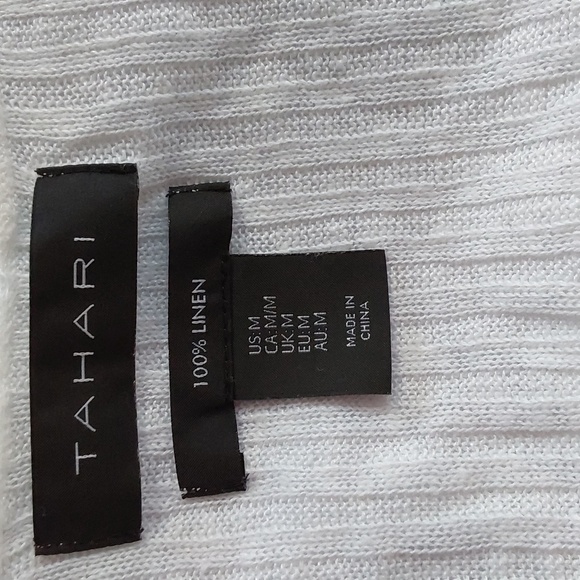 TAHARI
100% LINEN
US:M
CA:M/M
UK:M
EU:M
AU:M
MADE IN
CHINA